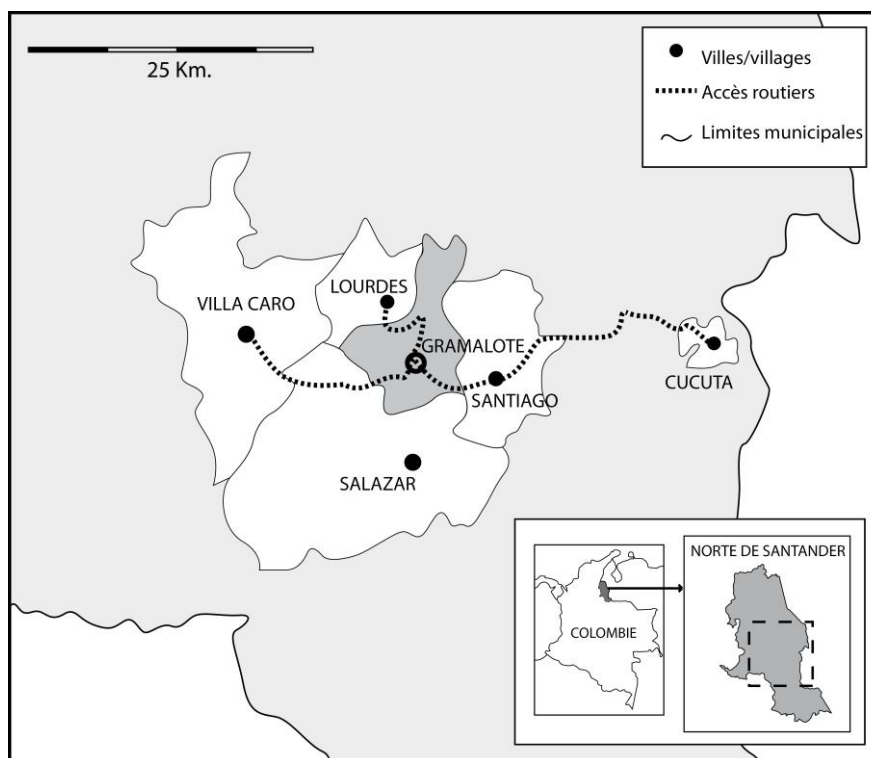 25 Km.
Villes/villages
Accès routiers
Limites municipales
LOURDES
VILLA CARO
GRAMALOTE
SANTIAGO
CUCUTA
SALAZAR
NORTE DE SANTANDER
COLOMBIE